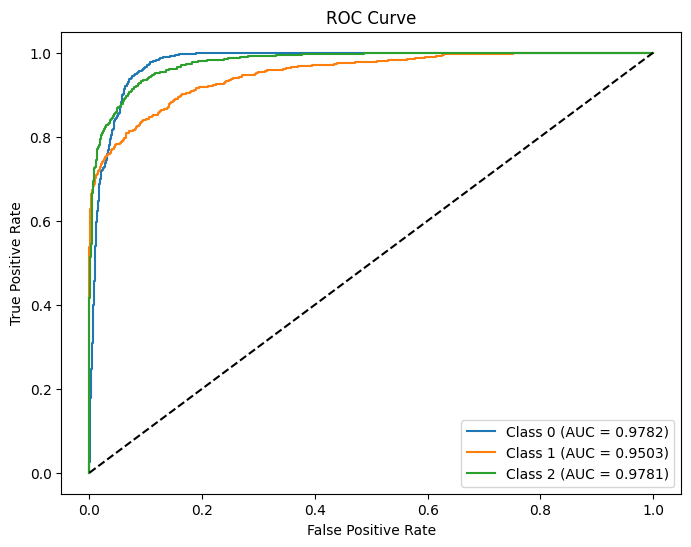 ROC Curve
True Positive Rate
1.0
0.8
0.6
0.4
0.2
0.0
0.0 0.2 0.4 0.6 0.8 1.0
False Positive Rate
Class 0 (AUC = 0.9782)
Class 1 (AUC = 0.9503)
Class 2 (AUC = 0.9781)